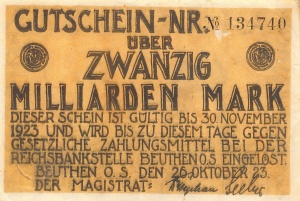 GUTSCHEIN-NR. № 134740
ÜBER
ZWANZIG
MILLIARDEN MARK
DIESER SCHEIN IST GÜLTIG BIS 30. NOVEMBER
1923 UND WIRD BIS ZU DIESEM TAGE GEGEN
GESETZLICHE ZAHLUNGSMITTEL BEI DER
REICHSBANKSTELLE BEUTHEN O.S. EINGELÖST.
BEUTHEN O. S. DEN 26. OKTOBER 23.
DER MAGISTRAT: